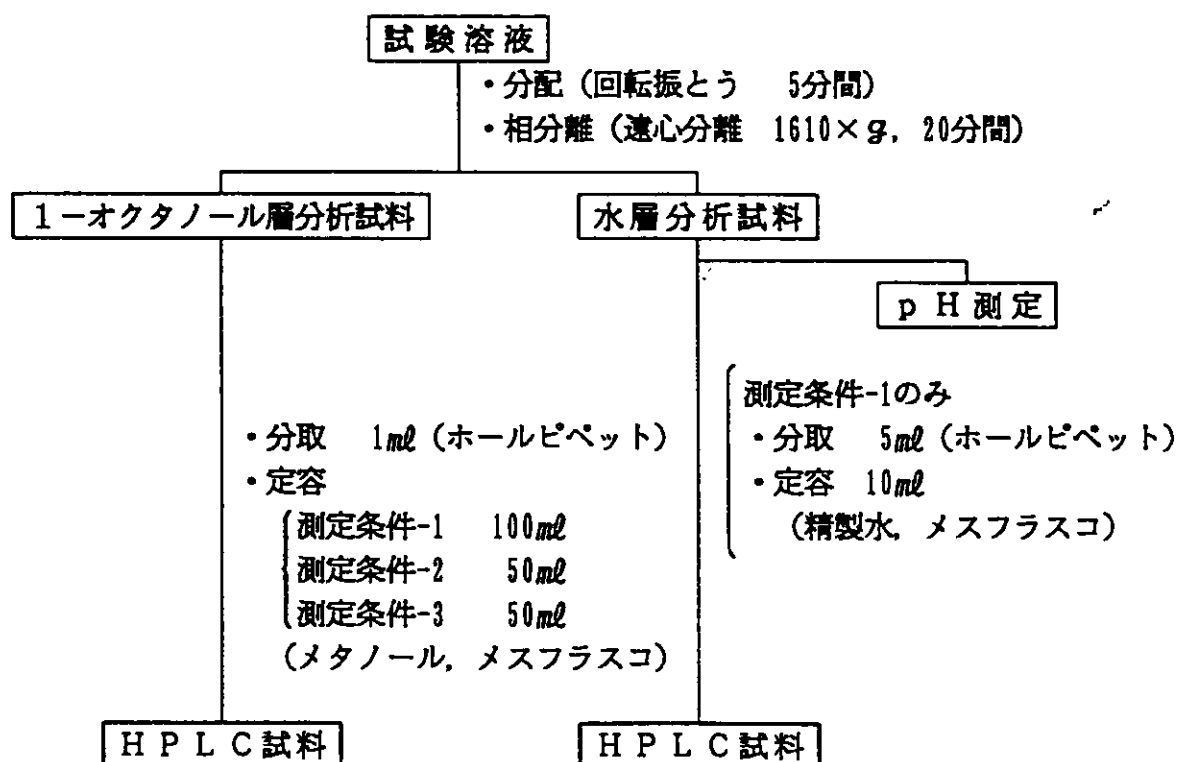 試験溶液
・分配（回転振とう　5分間）
・相分離（遠心分離　1610×g，20分間）
1－オクタノール層分析試料
水層分析試料
pH測定
測定条件-1のみ
・分取　5mℓ（ホールピペット）
・定容　10mℓ
（精製水，メスフラスコ）
・分取　1mℓ（ホールピペット）
・定容
測定条件-1　100mℓ
測定条件-2　50mℓ
測定条件-3　50mℓ
（メタノール，メスフラスコ）
HPLC試料
HPLC試料